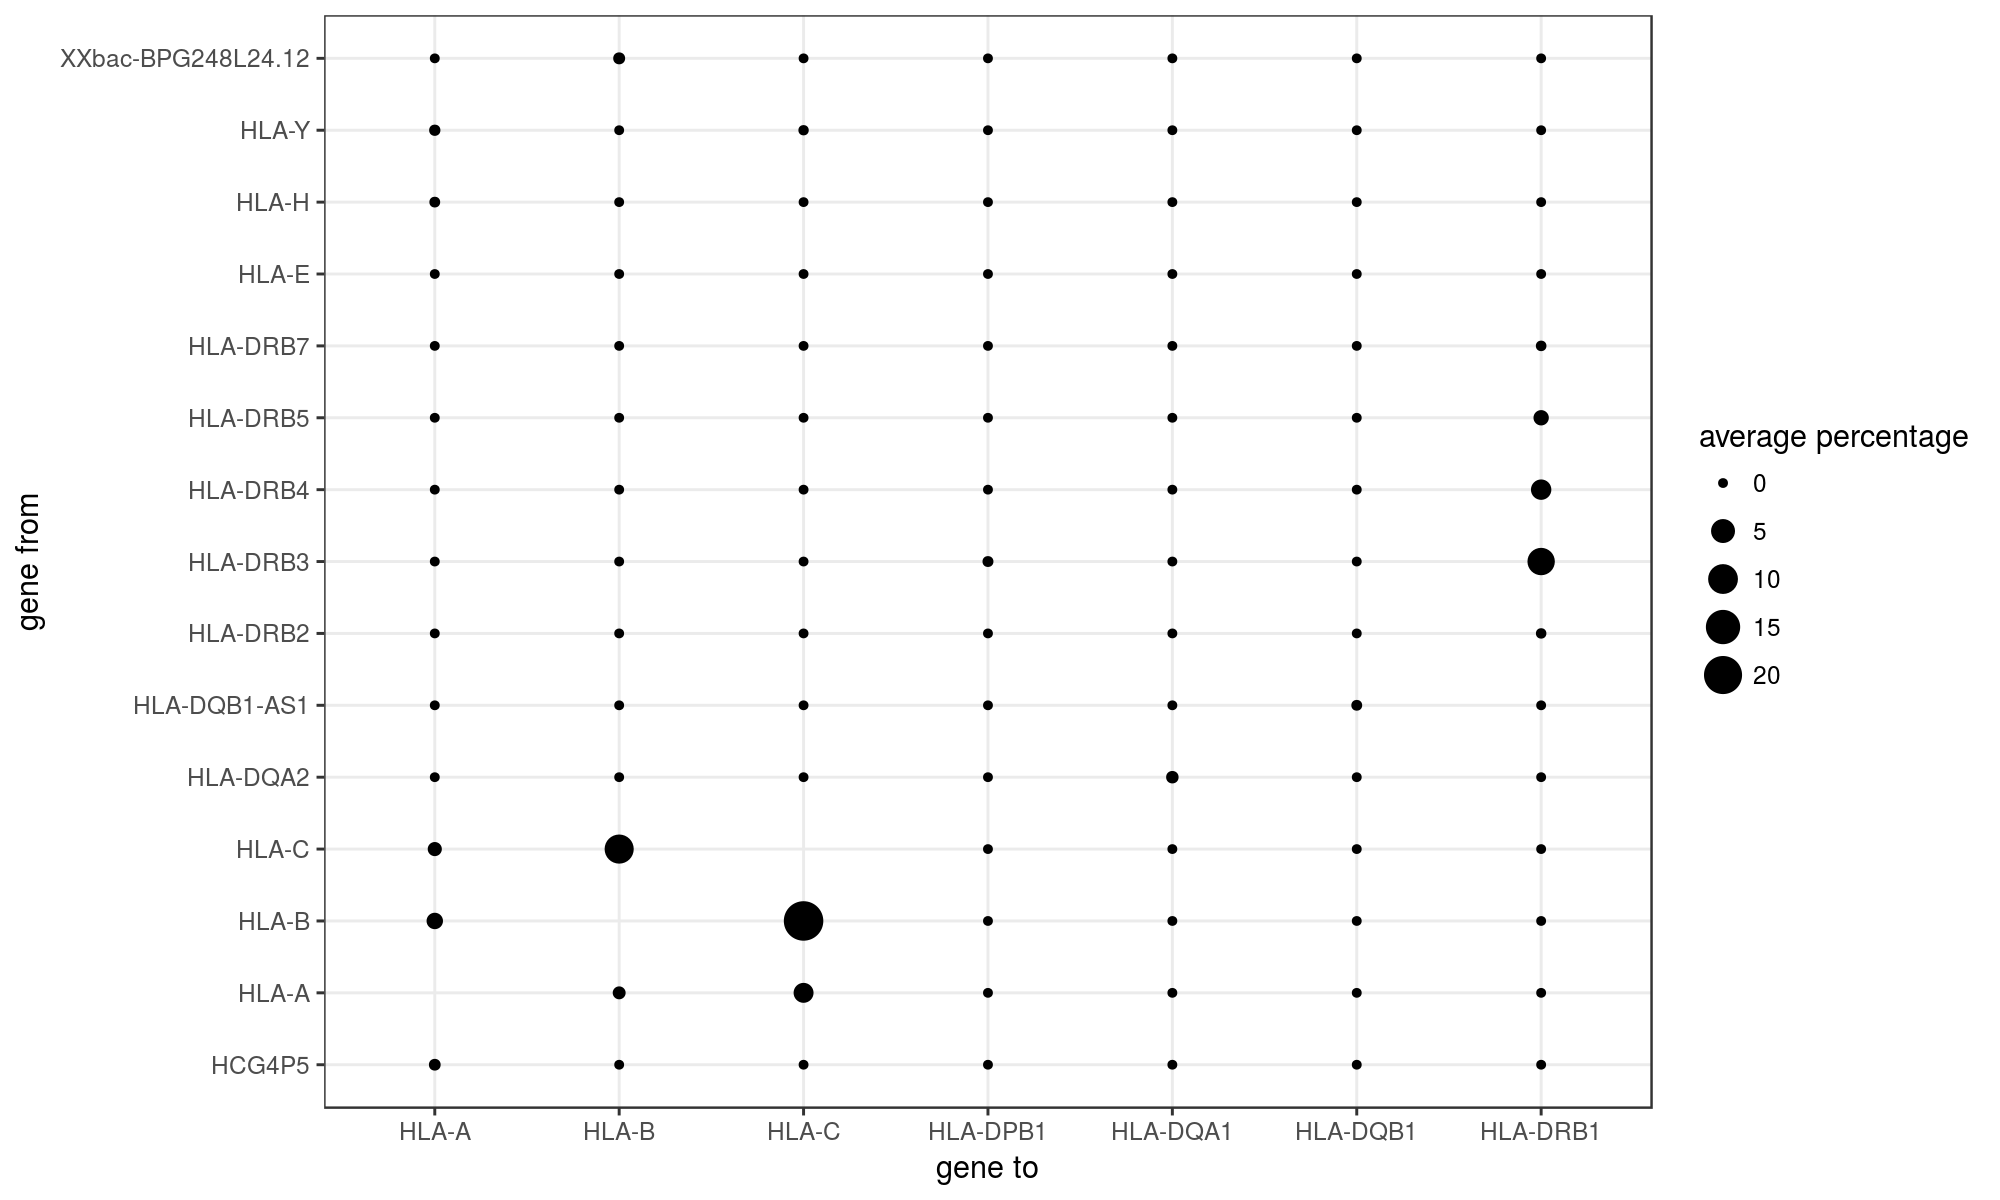 XXbac-BPG248L24.12
HLA-Y
HLA-H
HLA-E
HLA-DRB7
HLA-DRB5
HLA-DRB4
HLA-DRB3
HLA-DRB2
HLA-DQB1-AS1
HLA-DQA2
HLA-C
HLA-B
HLA-A
HCG4P5
gene from
HLA-A HLA-B HLA-C HLA-DPB1 HLA-DQA1 HLA-DQB1 HLA-DRB1
gene to
average percentage
0
5
10
15
20